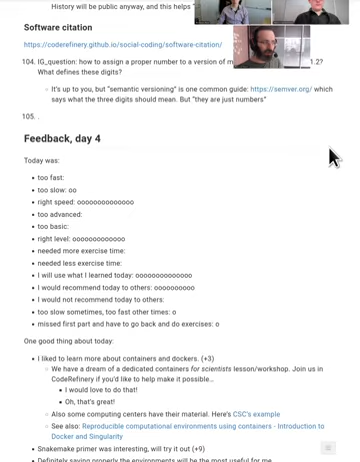 History will be public anyway, and this helps
Software citation
https://coderefinery.github.io/social-coding/software-citation/
104. IG_question: how to assign a proper number to a version of m 1.2?
What defines these digits?
It's up to you, but "semantic versioning" is one common guide: https://semver.org/ which
says what the three digits should mean. But "they are just numbers"
105. .
Feedback, day 4
Today was:
too fast:
too slow: oo
right speed: oooooooooooooo
too advanced:
too basic:
right level: ooooooooooooo
needed more exercise time:
needed less exercise time:
I will use what I learned today: oooooooooooooo
I would recommend today to others: oooooooooo
I would not recommend today to others:
too slow sometimes, too fast other times: o
missed first part and have to go back and do exercises: o
One good thing about today:
I liked to learn more about containers and dockers. (+3)
We have a dream of a dedicated containers for scientists lesson/workshop. Join us in
CodeRefinery if you'd like to help make it possible...
I would love to do that!
Oh, that's great!
Also some computing centers have their material. Here's CSC's example
See also: Reproducible computational environments using containers - Introduction to
Docker and Singularity
Snakemake primer was interesting, will try it out (+9)
Definitely saving properly the environments will be the most useful for me